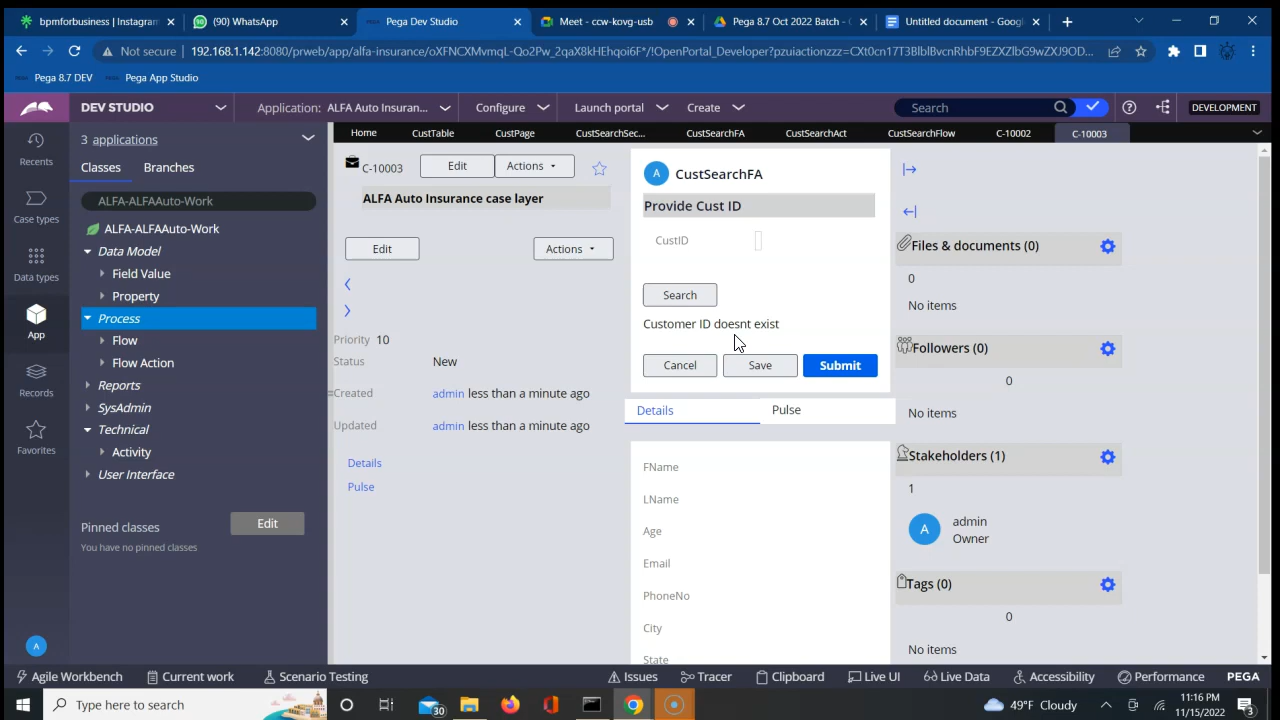 bpmforbusiness | Instagram
(90) WhatsApp
Pega Dev Studio
Meet - ccw-kovg-usb
Pega 8.7 Oct 2022 Batch -
Untitled document - Google
Not secure | 192.168.1.142:8080/prweb/app/alfa-insurance/
Pega 8.7 DEV
Pega App Studio
DEV STUDIO
Application: ALFA Auto Insuran...
Configure
Launch portal
Create
Search
DEVELOPMENT
Home
CustTable
CustPage
CustSearchSec...
CustSearchFA
CustSearchAct
CustSearchFlow
C-10002
C-10003
Recents
Case types
Data types
App
Records
Favorites
A
3 applications
Classes
Branches
ALFA-ALFAAuto-Work
ALFA-ALFAAuto-Work
Data Model
Field Value
Property
Process
Flow
Flow Action
Reports
SysAdmin
Technical
Activity
User Interface
Pinned classes
Edit
You have no pinned classes
C-10003
Edit
Actions
ALFA Auto Insurance case layer
Edit
Actions
Priority 10
Status New
Created admin less than a minute ago
Updated admin less than a minute ago
Details
Pulse
A CustSearchFA
Provide Cust ID
CustID
Search
Customer ID doesnt exist
Cancel
Save
Submit
Details
Pulse
FName
LName
Age
Email
PhoneNo
City
State
Files & documents (0)
0
No items
Followers (0)
0
No items
Stakeholders (1)
1
A
admin
Owner
Tags (0)
0
No items
Agile Workbench
Current work
Scenario Testing
Issues
Tracer
Clipboard
Live UI
Live Data
Accessibility
Performance
PEGA
Type here to search
30
49°F Cloudy
11:16 PM
11/15/2022
3